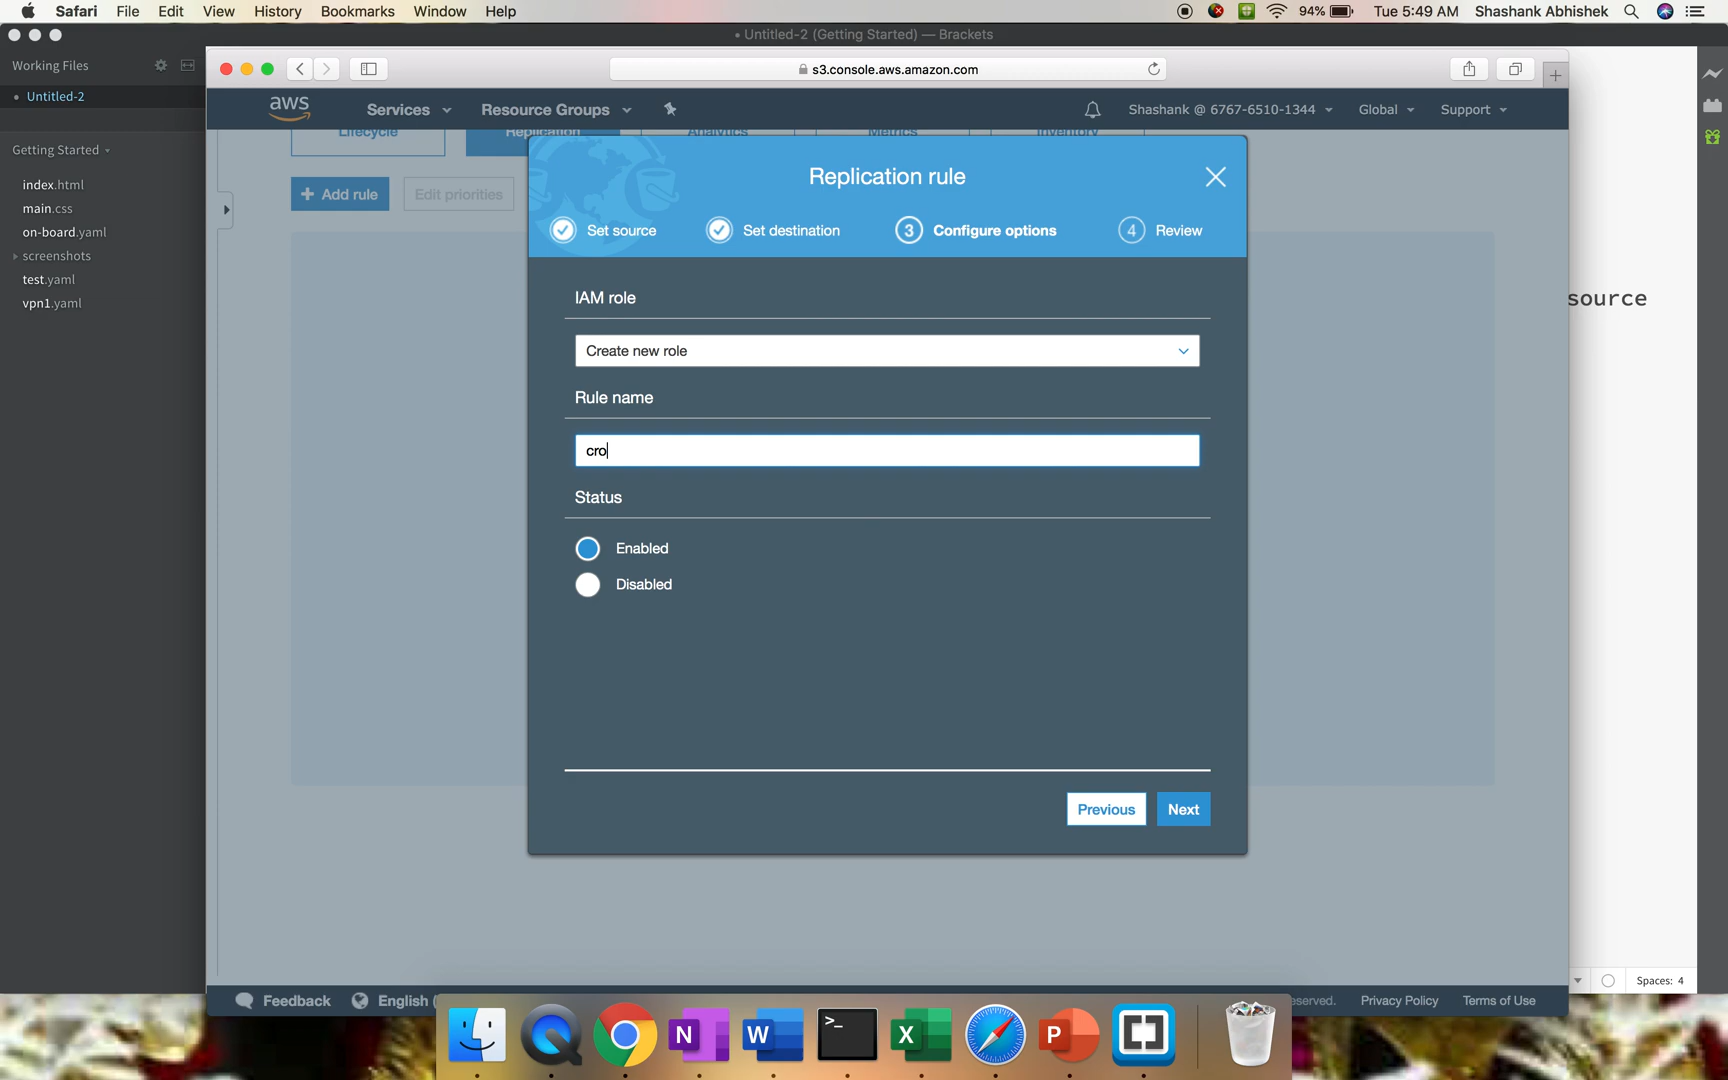 Safari File Edit View History Bookmarks Window Help 94% Tue 5:49 AM Shashank Abhishek
• Untitled-2 (Getting Started) — Brackets
Working Files
• Untitled-2
Getting Started
index.html
main.css
on-board.yaml
screenshots
test.yaml
vpn1.yaml
s3.console.aws.amazon.com
aws Services Resource Groups Shashank @ 6767-6510-1344 Global Support
Lifecycle Replication Analytics Metrics Inventory
+ Add rule Edit priorities
Replication rule
Set source Set destination 3 Configure options 4 Review
IAM role
Create new role
Rule name
cro
Status
Enabled
Disabled
Previous Next
source
Spaces: 4
Feedback English ( eserved. Privacy Policy Terms of Use
N W >_ X P